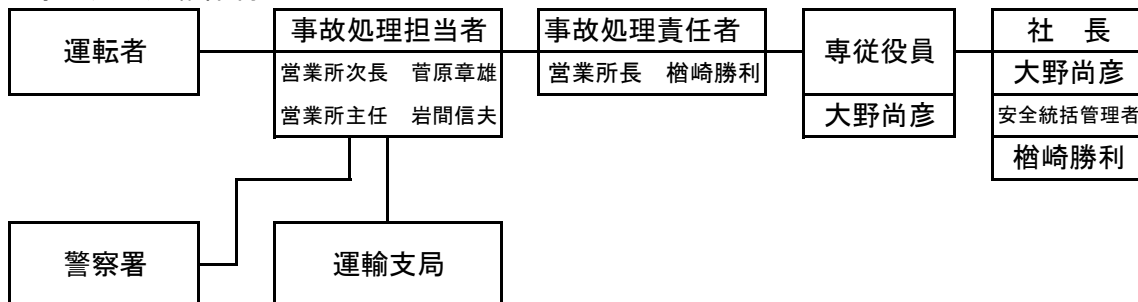 運転者
事故処理担当者
営業所次長 菅原章雄
営業所主任 岩間信夫
事故処理責任者
営業所長 楢崎勝利
専従役員
大野尚彦
社 長
大野尚彦
安全統括管理者
楢崎勝利
警察署
運輸支局